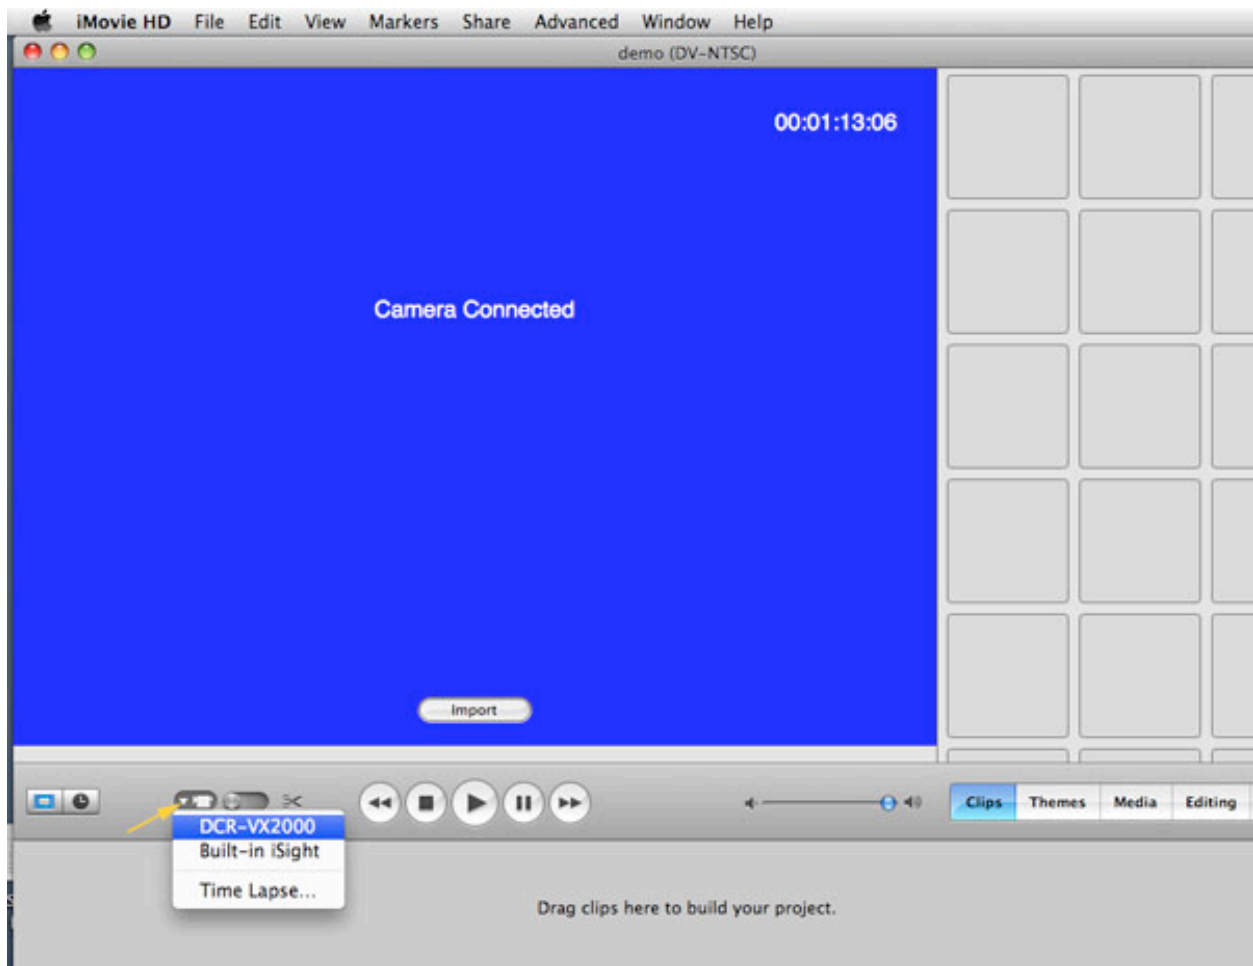 iMovie HD File Edit View Markers Share Advanced Window Help
demo (DV-NTSC)
00:01:13:06
Camera Connected
Import
Clips Themes Media Editing
DCR-VX2000
Built-in iSight
Time Lapse...
Drag clips here to build your project.